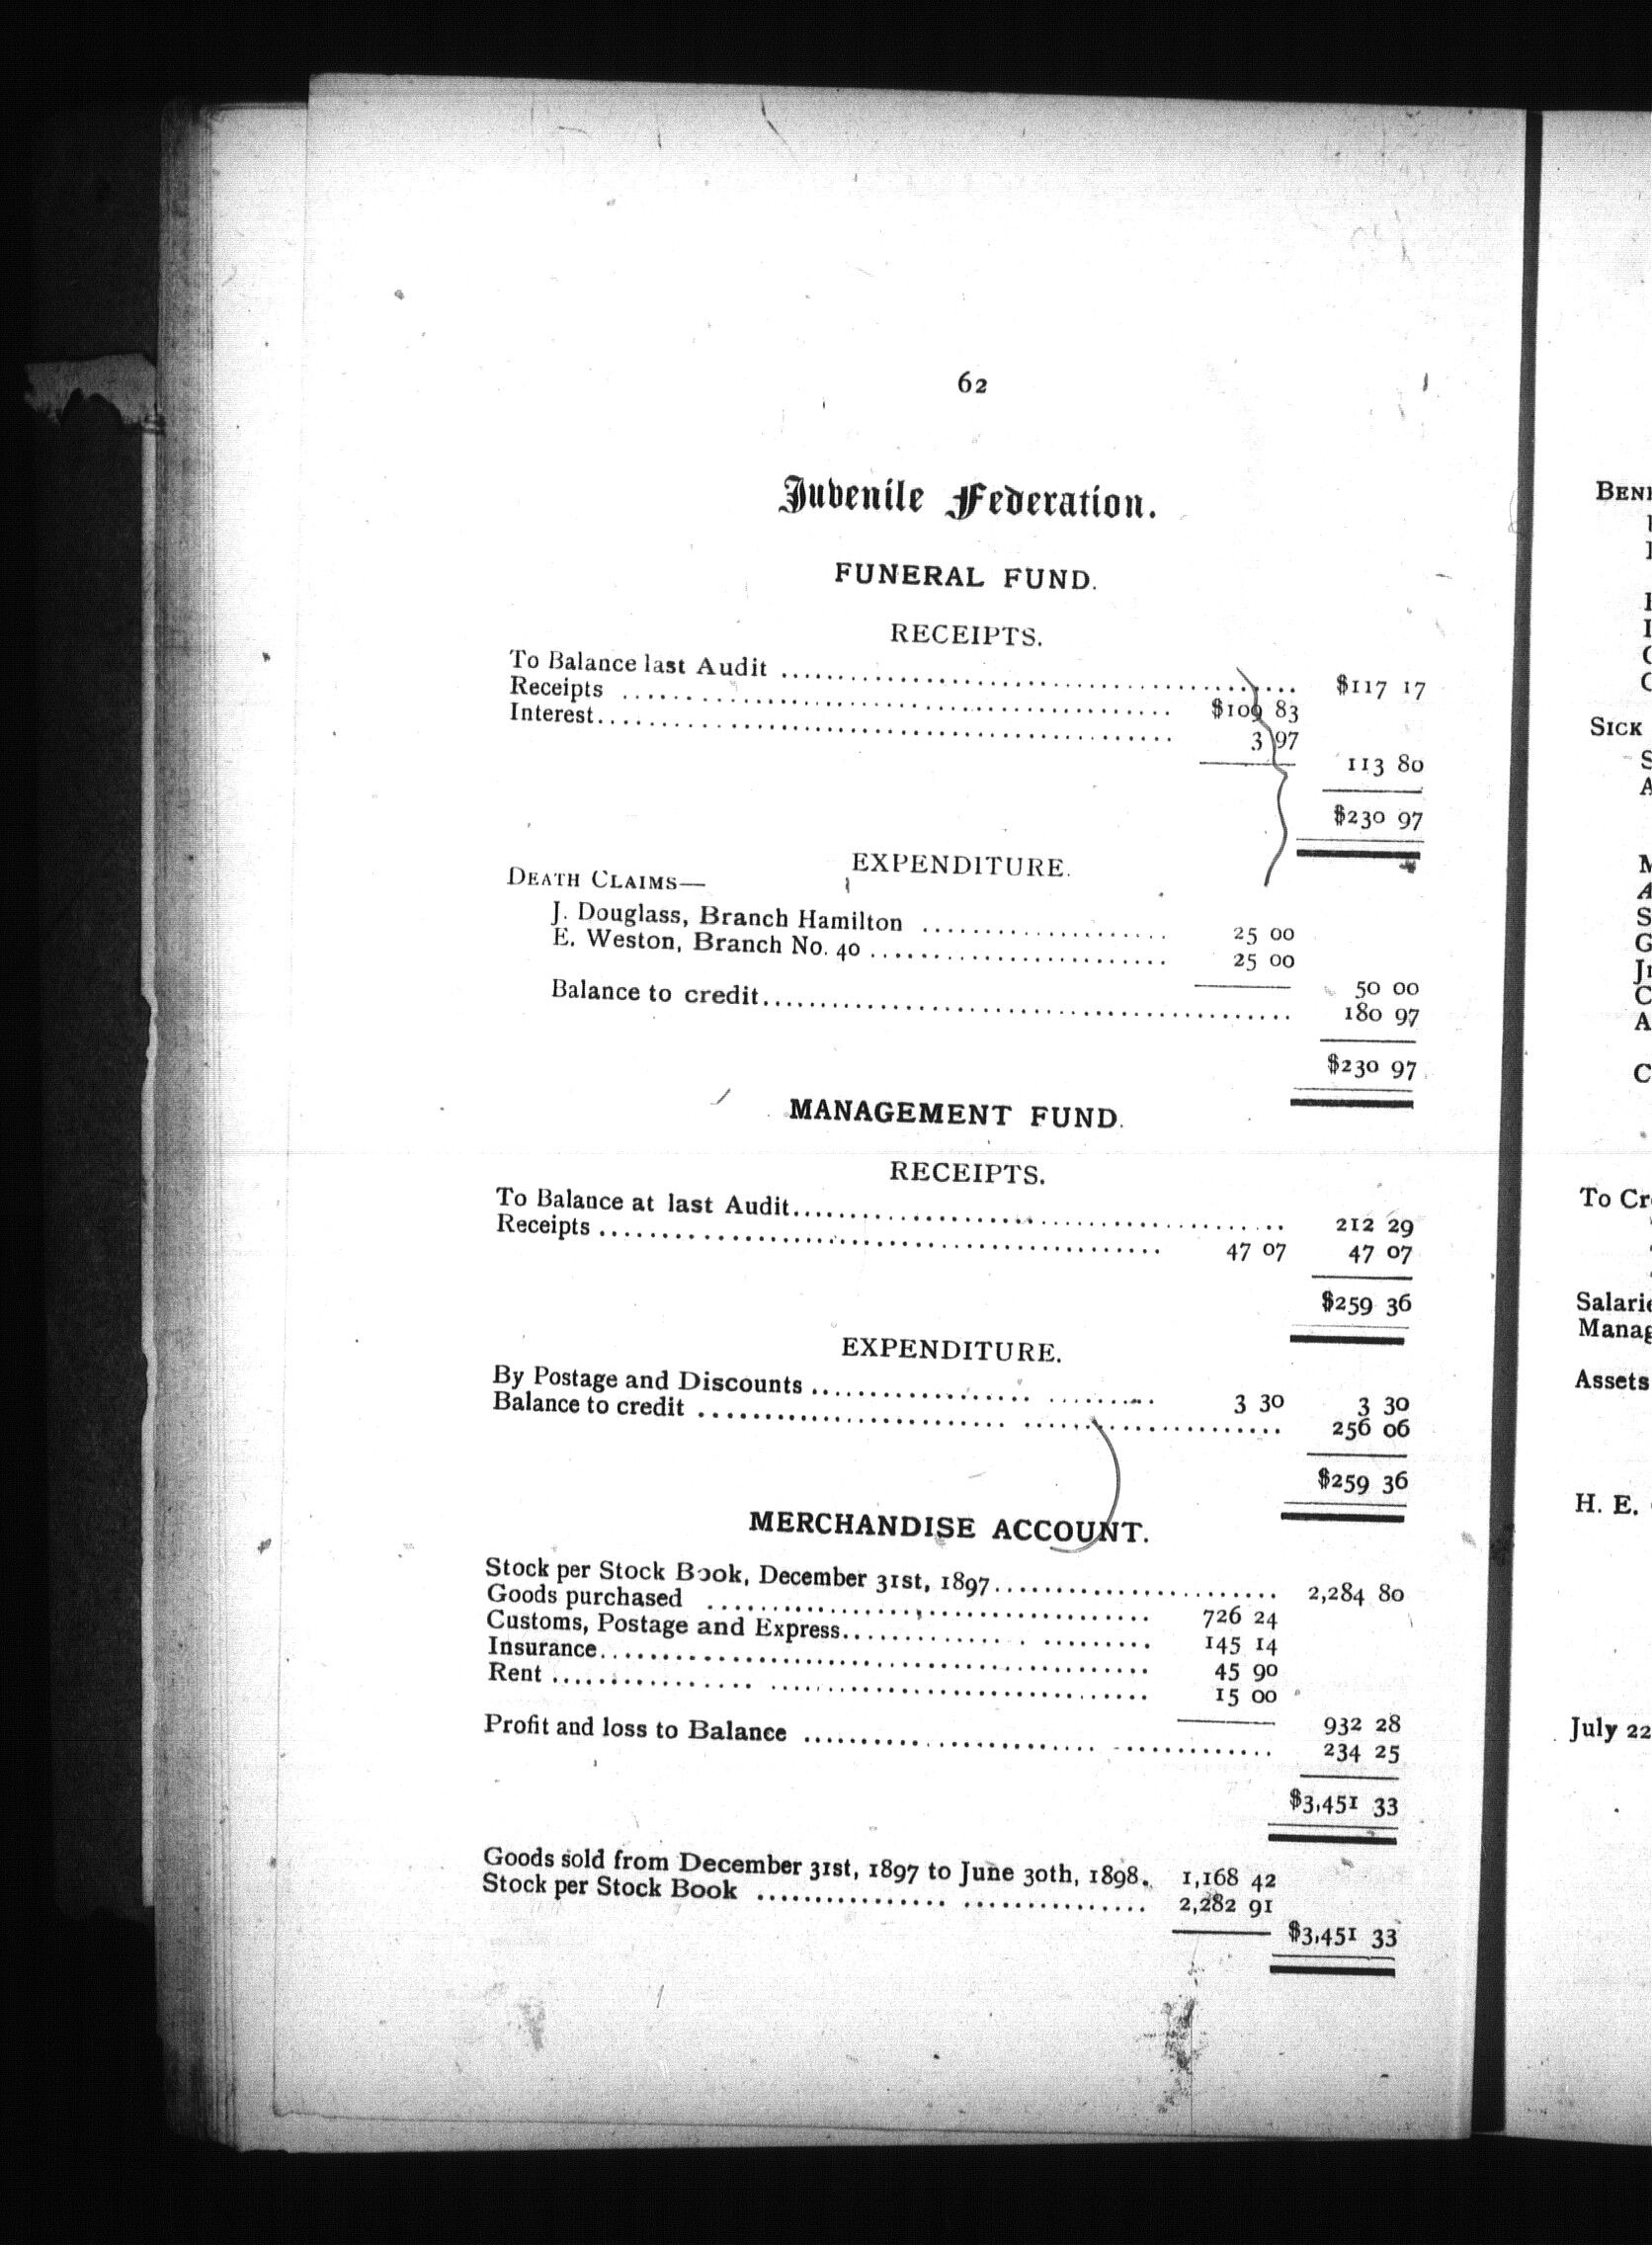 62
Juvenile Federation.
FUNERAL FUND.
RECEIPTS.
To Balance last Audit ........................................ $117 17
Receipts ........................................ $109 83
Interest........................................ 3 97
113 80
$230 97
EXPENDITURE.
DEATH CLAIMS—
J. Douglass, Branch Hamilton .................... 25 00
E. Weston, Branch No. 40 ........................ 25 00
50 00
Balance to credit........................................ 180 97
$230 97
MANAGEMENT FUND.
RECEIPTS.
To Balance at last Audit........................................ 212 29
Receipts ........................................ 47 07 47 07
$259 36
EXPENDITURE.
By Postage and Discounts .............................. 3 30 3 30
Balance to credit ........................................ 256 06
$259 36
MERCHANDISE ACCOUNT.
Stock per Stock Book, December 31st, 1897........................ 2,284 80
Goods purchased ........................................ 726 24
Customs, Postage and Express........................ 145 14
Insurance........................................ 45 90
Rent ........................................ 15 00
932 28
Profit and loss to Balance ........................................ 234 25
$3,451 33
Goods sold from December 31st, 1897 to June 30th, 1898. 1,168 42
Stock per Stock Book .............................. 2,282 91
$3,451 33
SICK
To Cr
Salarie
Manag
Assets
H. E.
July 22